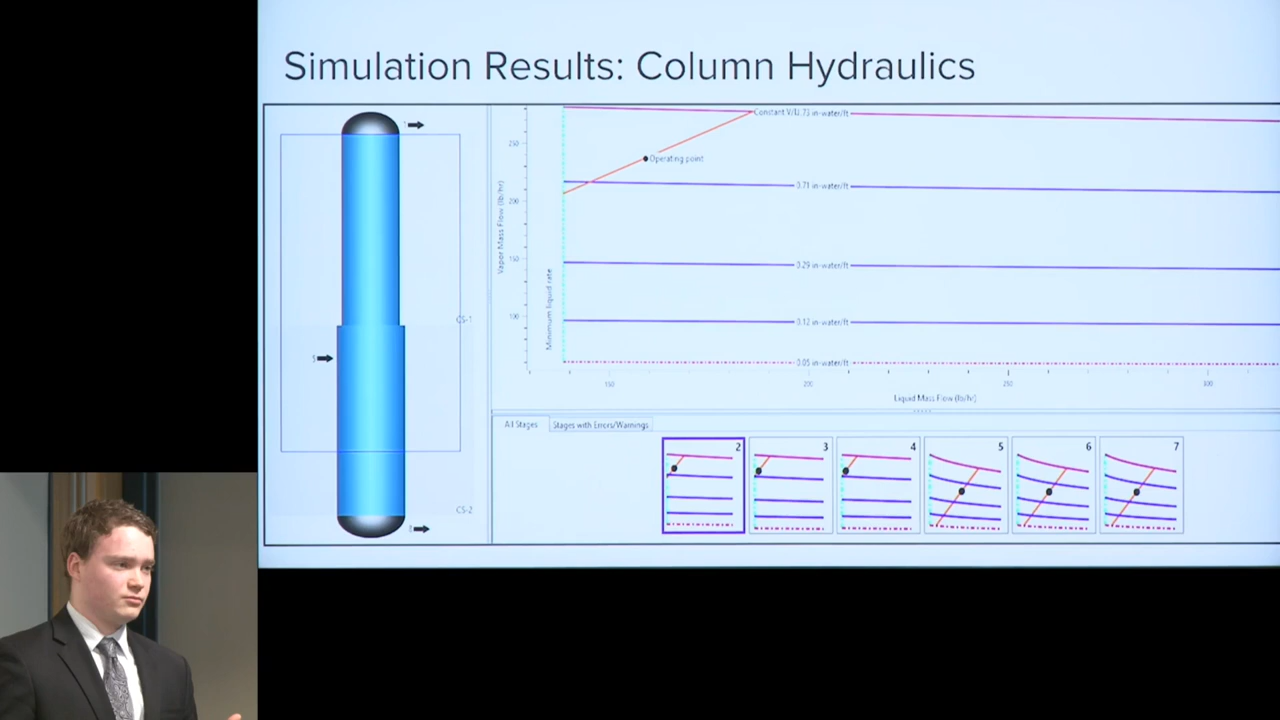 Simulation Results: Column Hydraulics
CS-1
5
CS-2
Vapor Mass Flow (lb/hr)
250
200
150
100
Minimum liquid rate
Operating point
0.71 in-water/ft
0.29 in-water/ft
0.12 in-water/ft
0.05 in-water/ft
150
200
250
300
Liquid Mass Flow (lb/hr)
All Stages
Stages with Errors/Warnings
2
3
4
5
6
7